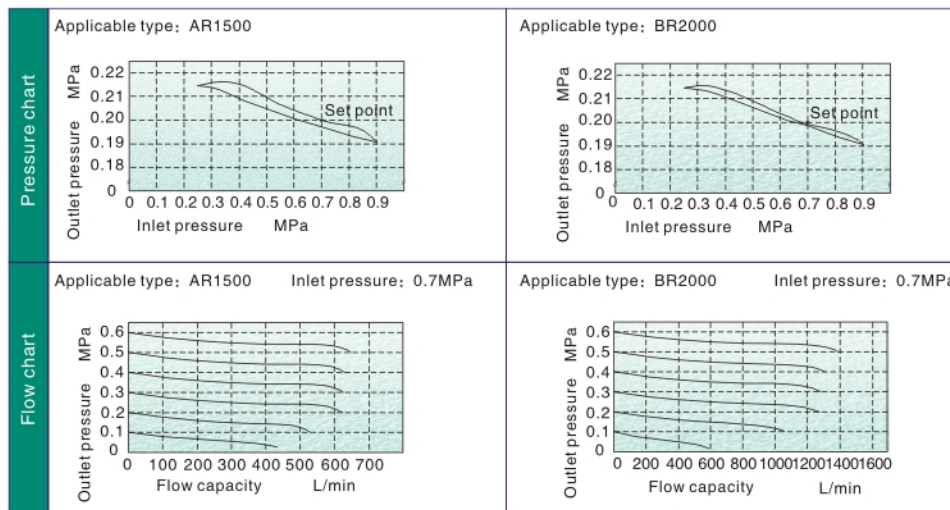 Pressure chart
Applicable type: AR1500
Outlet pressure MPa
0.22
0.21
0.20
0.19
0.18
0
Set point
0 0.1 0.2 0.3 0.4 0.5 0.6 0.7 0.8 0.9
Inlet pressure MPa
Applicable type: BR2000
Outlet pressure MPa
0.22
0.21
0.20
0.19
0.18
0
Set point
0 0.1 0.2 0.3 0.4 0.5 0.6 0.7 0.8 0.9
Inlet pressure MPa
Flow chart
Applicable type: AR1500 Inlet pressure: 0.7MPa
Outlet pressure MPa
0.6
0.5
0.4
0.3
0.2
0.1
0
0 100 200 300 400 500 600 700
Flow capacity L/min
Applicable type: BR2000 Inlet pressure: 0.7MPa
Outlet pressure MPa
0.6
0.5
0.4
0.3
0.2
0.1
0
0 200 400 600 800 1000 1200 1400 1600
Flow capacity L/min